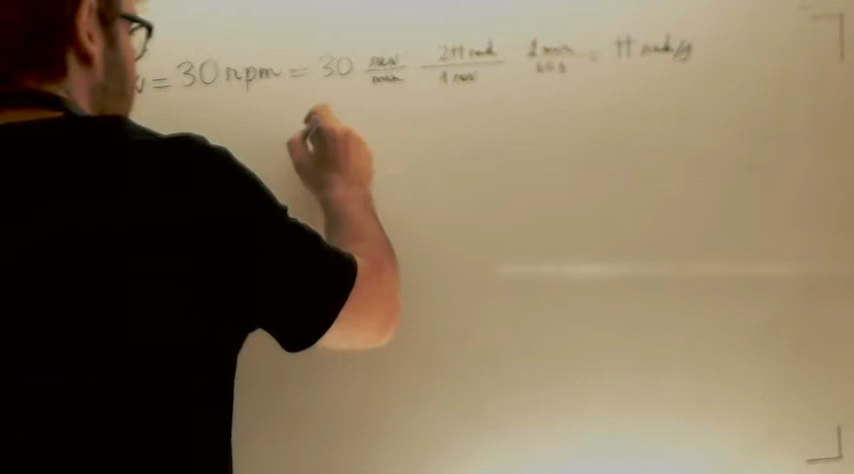 = 30 rpm = 30 rev/min 2π rad/1 rev 1 min/60 s = π rad/s